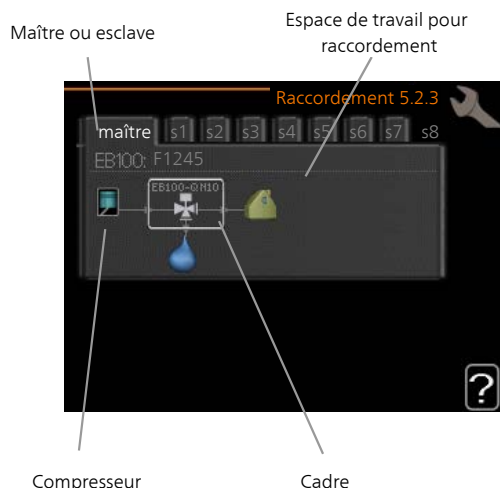 Maître ou esclave
Espace de travail pour
raccordement
Raccordement 5.2.3
maître s1 s2 s3 s4 s5 s6 s7 s8
EB100: F1245
EB100-QN10
?
Compresseur
Cadre